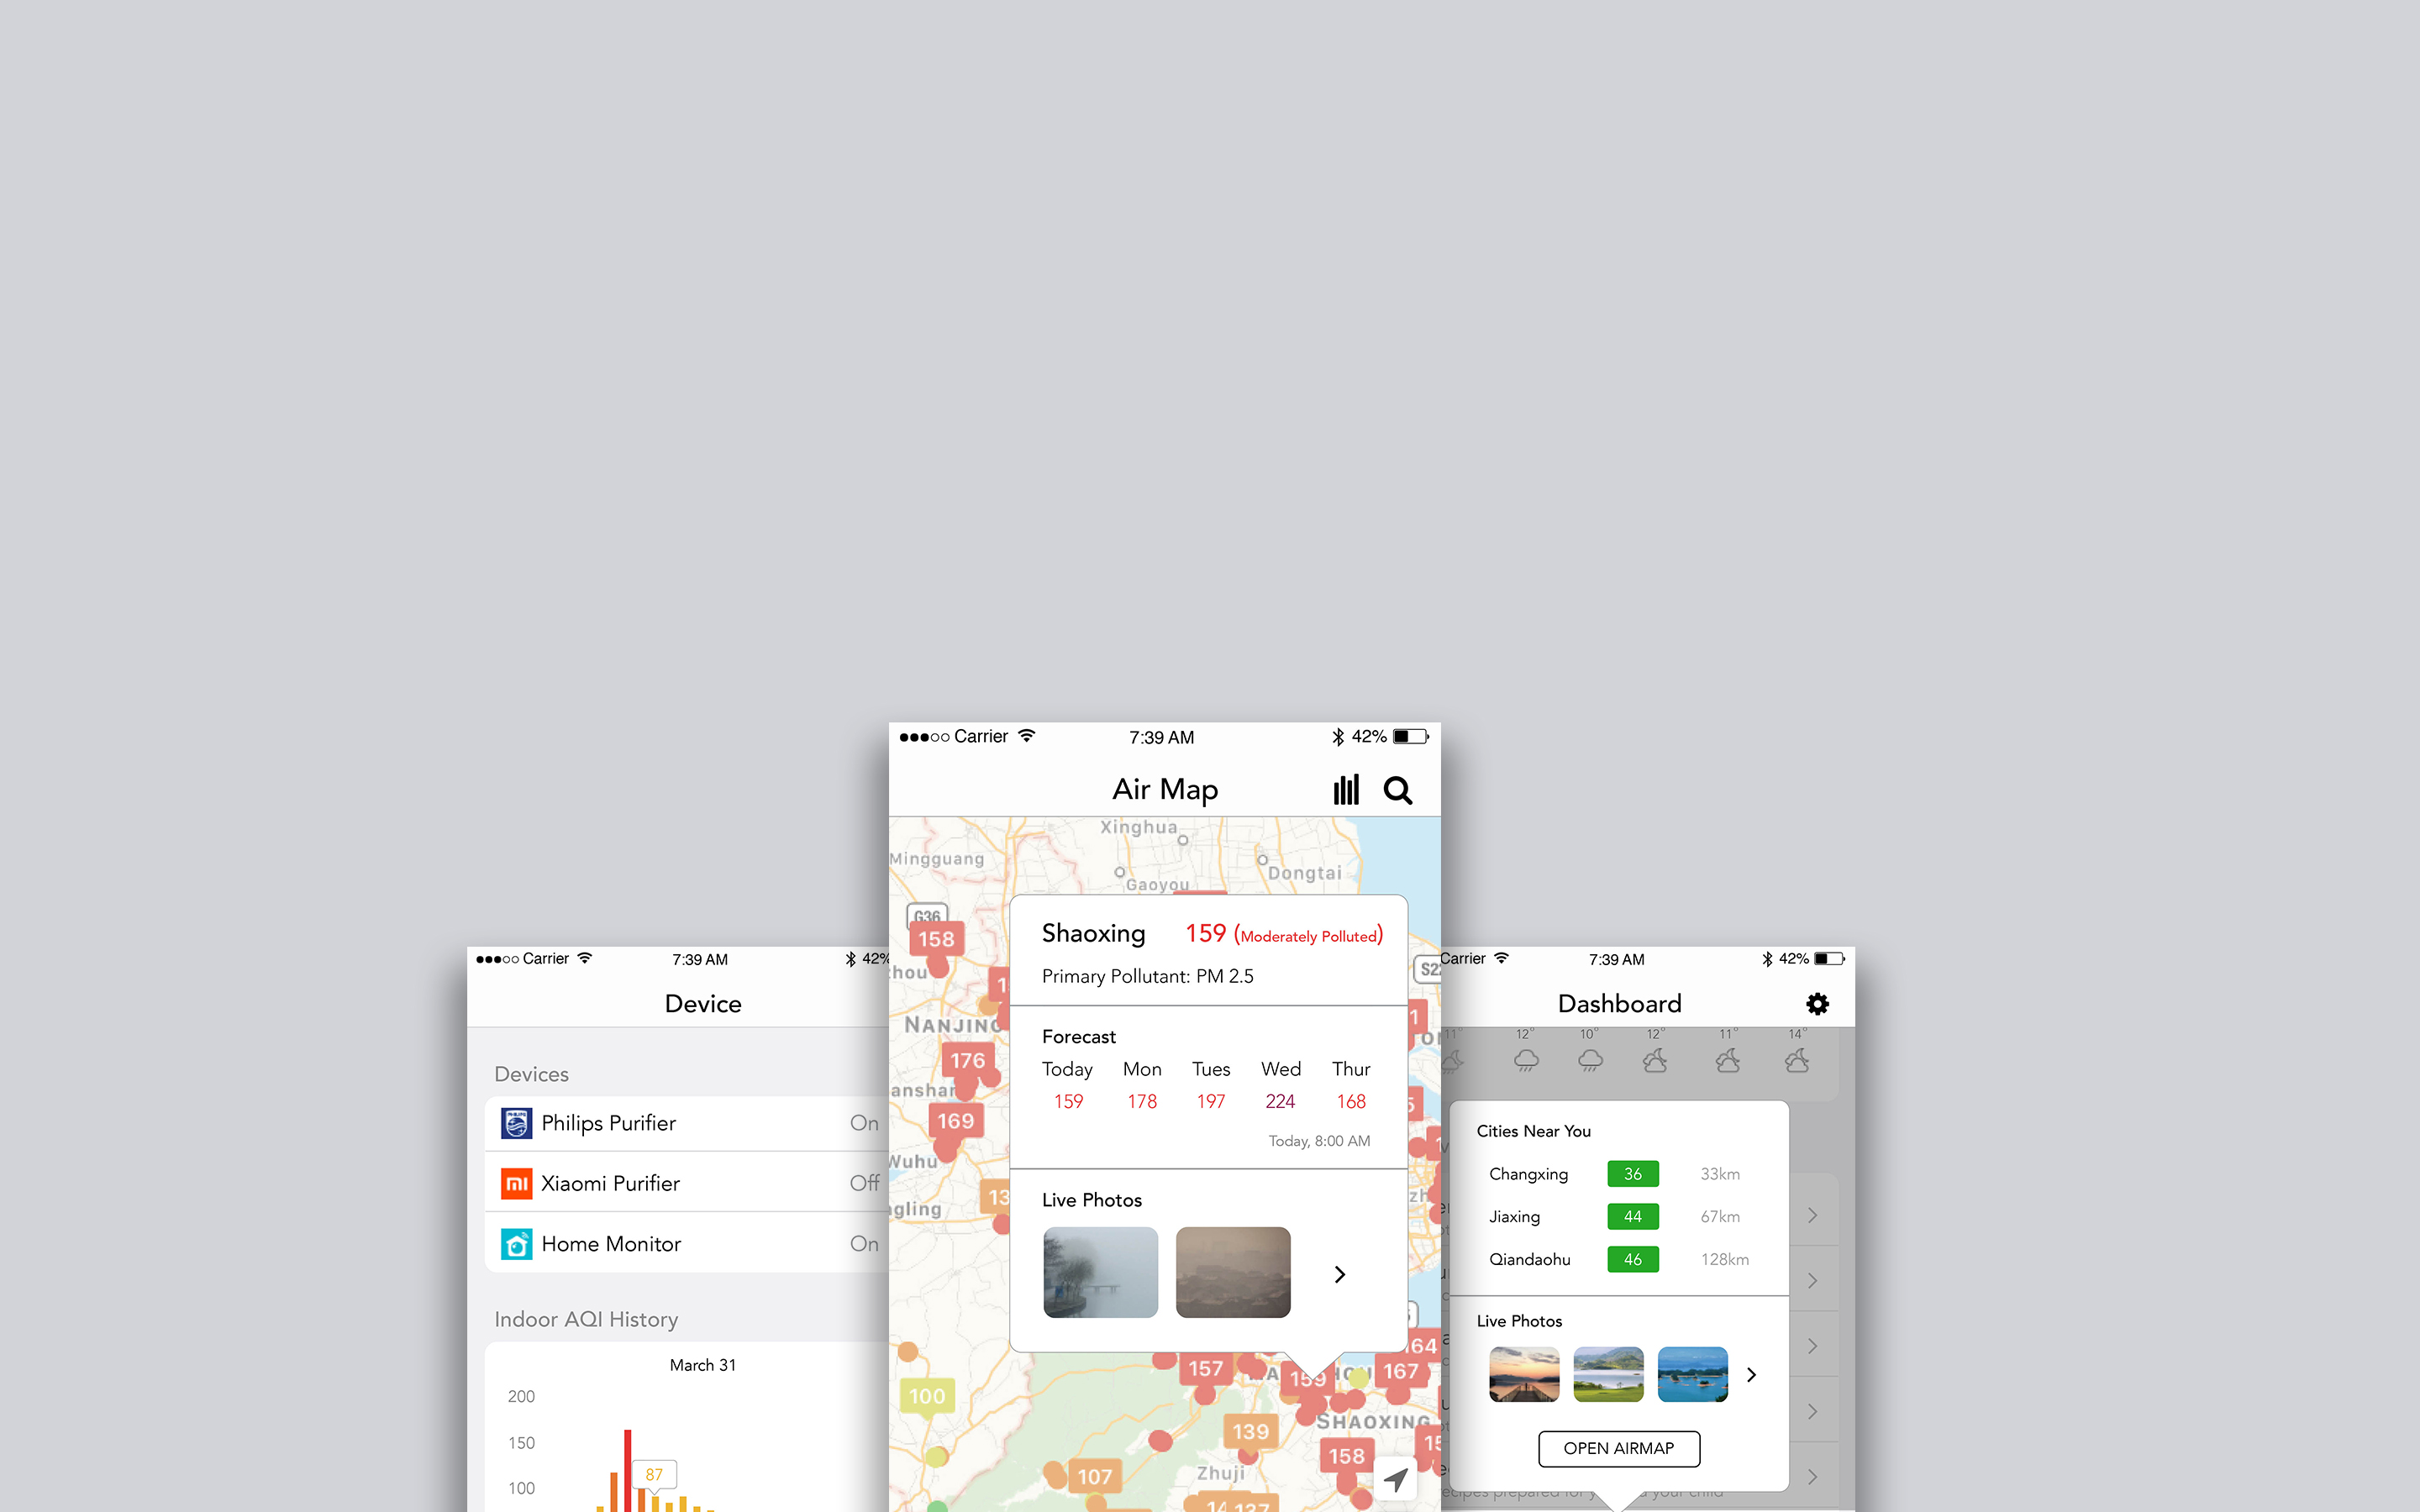 Carrier 7:39 AM 42%
Air Map
Xinghua
Mingguang
Dongtai
Gaoyou
G36
158
Shaoxing 159 (Moderately Polluted)
Primary Pollutant: PM 2.5
NANJING
176
169
Wuhu
Forecast
Today Mon Tues Wed Thur
159 178 197 224 168
Today, 8:00 AM
Live Photos
157
159
167
100
SHAOXING
139
158
107
Zhuji
137
Carrier 7:39 AM 42%
Device
Devices
Philips Purifier On
Xiaomi Purifier Off
Home Monitor On
Indoor AQI History
March 31
200
150
100
87
Carrier 7:39 AM 42%
Dashboard
11° 12° 10° 12° 11° 14°
Cities Near You
Changxing 36 33km
Jiaxing 44 67km
Qiandaohu 46 128km
Live Photos
OPEN AIRMAP